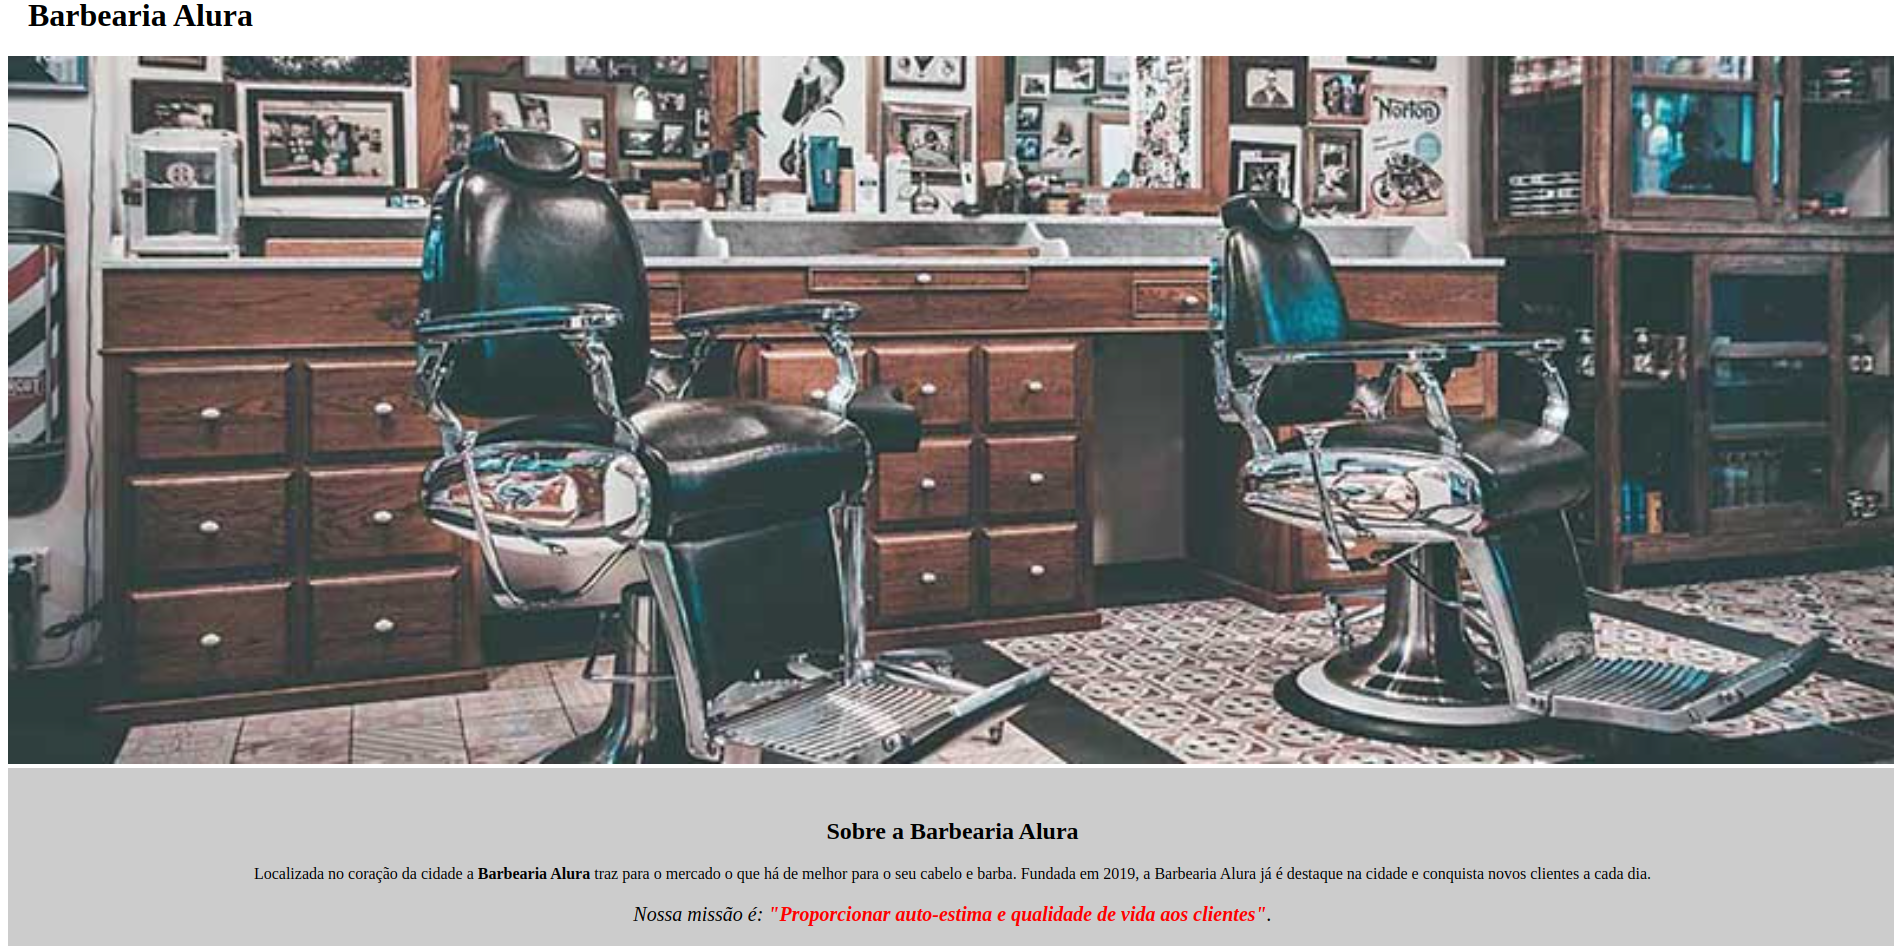 Barbearia Alura
Norton
Sobre a Barbearia Alura
Localizada no coração da cidade a Barbearia Alura traz para o mercado o que há de melhor para o seu cabelo e barba. Fundada em 2019, a Barbearia Alura já é destaque na cidade e conquista novos clientes a cada dia.
Nossa missão é: "Proporcionar auto-estima e qualidade de vida aos clientes".